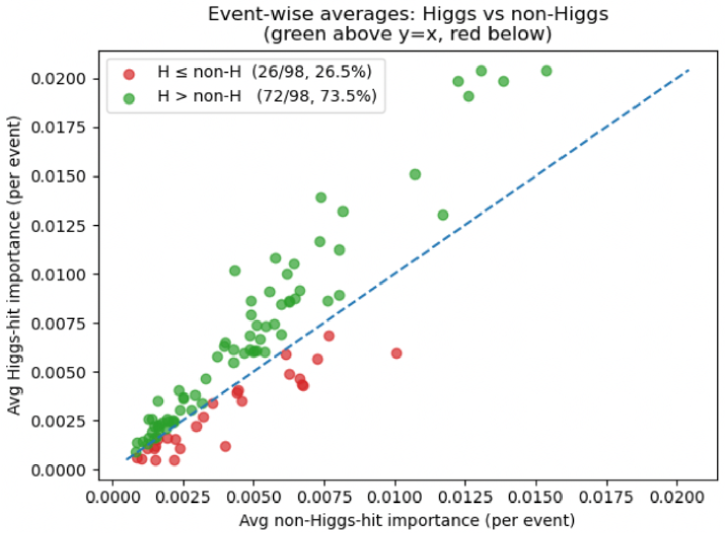 Event-wise averages: Higgs vs non-Higgs
(green above y=x, red below)
H ≤ non-H (26/98, 26.5%)
H > non-H (72/98, 73.5%)
Avg Higgs-hit importance (per event)
0.0200
0.0175
0.0150
0.0125
0.0100
0.0075
0.0050
0.0025
0.0000
0.0000 0.0025 0.0050 0.0075 0.0100 0.0125 0.0150 0.0175 0.0200
Avg non-Higgs-hit importance (per event)